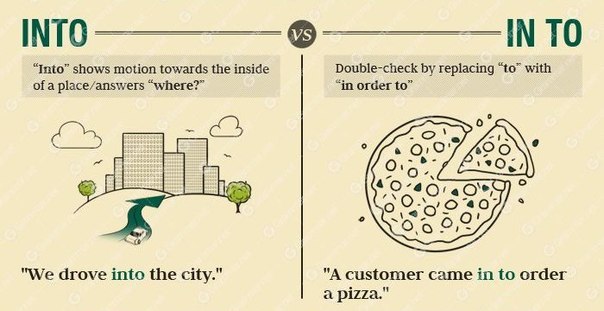 INTO
VS
IN TO
“Into” shows motion towards the inside
of a place/answers “where?”
Double-check by replacing “to” with
“in order to”
"We drove into the city."
"A customer came in to order
a pizza."